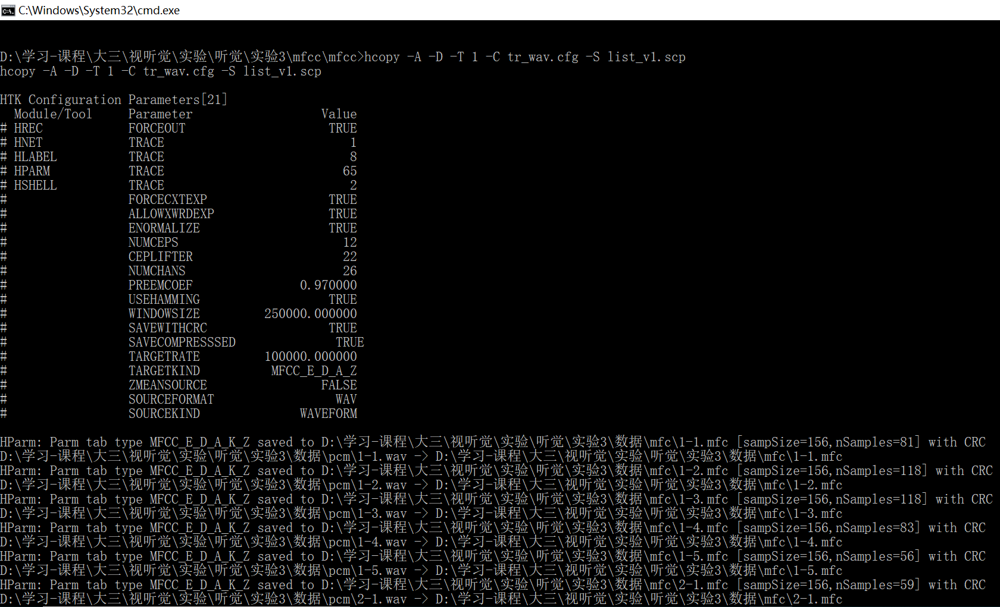 C:\Windows\System32\cmd.exe
D:\学习-课程\大三\视听觉\实验\听觉\实验3\mfcc\mfcc>hcopy -A -D -T 1 -C tr_wav.cfg -S list_v1.scp
hcopy -A -D -T 1 -C tr_wav.cfg -S list_v1.scp
HTK Configuration Parameters[21]
Module/Tool Parameter Value
# HREC FORCEOUT TRUE
# HNET TRACE 1
# HLABEL TRACE 8
# HPARM TRACE 65
# HSHELL TRACE 2
# FORCECXTEXP TRUE
# ALLOWXWRDEXP TRUE
# ENORMALIZE TRUE
# NUMCEPS 12
# CEPLIFTER 22
# NUMCHANS 26
# PREEMCOEF 0.970000
# USEHAMMING TRUE
# WINDOWSIZE 250000.000000
# SAVEWITHCRC TRUE
# SAVECOMPRESSSED TRUE
# TARGETRATE 100000.000000
# TARGETKIND MFCC_E_D_A_Z
# ZMEANSOURCE FALSE
# SOURCEFORMAT WAV
# SOURCEKIND WAVEFORM
HParm: Parm tab type MFCC_E_D_A_K_Z saved to D:\学习-课程\大三\视听觉\实验\听觉\实验3\数据\mfc\1-1.mfc [sampSize=156,nSamples=81] with CRC
D:\学习-课程\大三\视听觉\实验\听觉\实验3\数据\pcm\1-1.wav -> D:\学习-课程\大三\视听觉\实验\听觉\实验3\数据\mfc\1-1.mfc
HParm: Parm tab type MFCC_E_D_A_K_Z saved to D:\学习-课程\大三\视听觉\实验\听觉\实验3\数据\mfc\1-2.mfc [sampSize=156,nSamples=118] with CRC
D:\学习-课程\大三\视听觉\实验\听觉\实验3\数据\pcm\1-2.wav -> D:\学习-课程\大三\视听觉\实验\听觉\实验3\数据\mfc\1-2.mfc
HParm: Parm tab type MFCC_E_D_A_K_Z saved to D:\学习-课程\大三\视听觉\实验\听觉\实验3\数据\mfc\1-3.mfc [sampSize=156,nSamples=118] with CRC
D:\学习-课程\大三\视听觉\实验\听觉\实验3\数据\pcm\1-3.wav -> D:\学习-课程\大三\视听觉\实验\听觉\实验3\数据\mfc\1-3.mfc
HParm: Parm tab type MFCC_E_D_A_K_Z saved to D:\学习-课程\大三\视听觉\实验\听觉\实验3\数据\mfc\1-4.mfc [sampSize=156,nSamples=83] with CRC
D:\学习-课程\大三\视听觉\实验\听觉\实验3\数据\pcm\1-4.wav -> D:\学习-课程\大三\视听觉\实验\听觉\实验3\数据\mfc\1-4.mfc
HParm: Parm tab type MFCC_E_D_A_K_Z saved to D:\学习-课程\大三\视听觉\实验\听觉\实验3\数据\mfc\1-5.mfc [sampSize=156,nSamples=56] with CRC
D:\学习-课程\大三\视听觉\实验\听觉\实验3\数据\pcm\1-5.wav -> D:\学习-课程\大三\视听觉\实验\听觉\实验3\数据\mfc\1-5.mfc
HParm: Parm tab type MFCC_E_D_A_K_Z saved to D:\学习-课程\大三\视听觉\实验\听觉\实验3\数据\mfc\2-1.mfc [sampSize=156,nSamples=59] with CRC
D:\学习-课程\大三\视听觉\实验\听觉\实验3\数据\pcm\2-1.wav -> D:\学习-课程\大三\视听觉\实验\听觉\实验3\数据\mfc\2-1.mfc